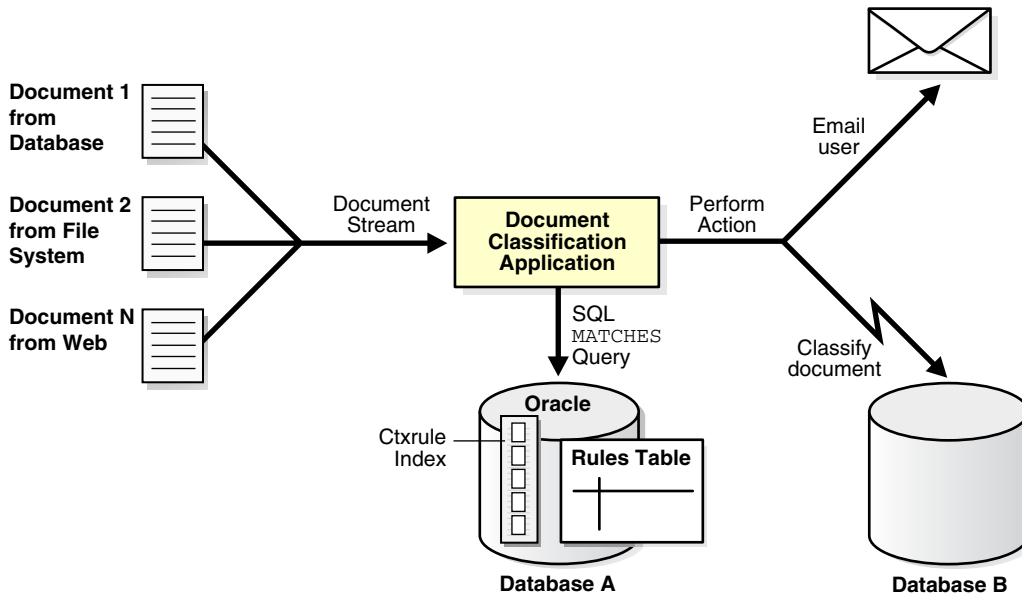 Document 1
from
Database
Document 2
from File
System
Document N
from Web
Document
Stream
Document
Classification
Application
Perform
Action
Email
user
Classify
document
SQL
MATCHES
Query
Oracle
Ctxrule
Index
Rules Table
Database A
Database B